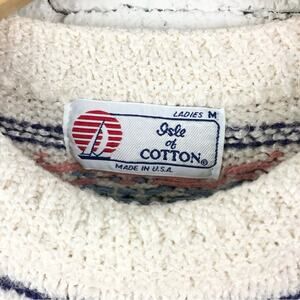 LADIES M
Isle
of
COTTON®
MADE IN U.S.A.